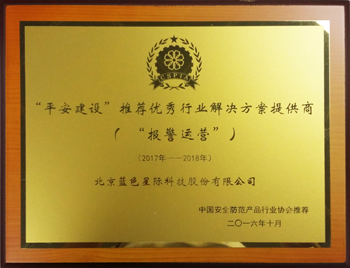 CSPIA
“平安建设”推荐优秀行业解决方案提供商
（“报警运营”）
（2017年——2018年）
北京蓝色星际科技股份有限公司
中国安全防范产品行业协会推荐
二〇一六年十月